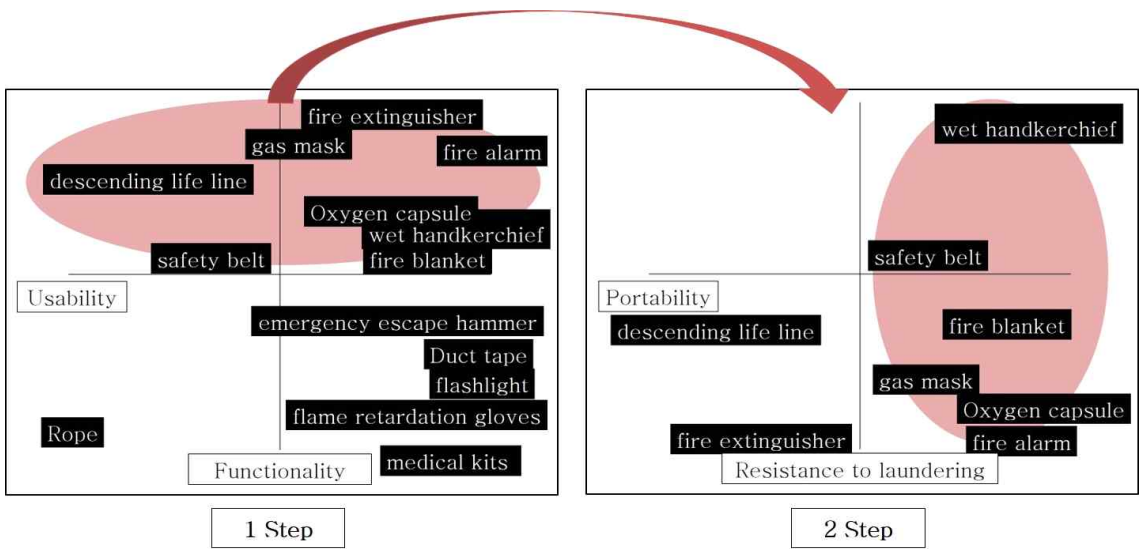 fire extinguisher
gas mask
fire alarm
descending life line
Oxygen capsule
wet handkerchief
safety belt
fire blanket
Usability
emergency escape hammer
Duct tape
flashlight
flame retardation gloves
Rope
medical kits
Functionality
1 Step
wet handkerchief
safety belt
Portability
fire blanket
descending life line
gas mask
Oxygen capsule
fire extinguisher
fire alarm
Resistance to laundering
2 Step